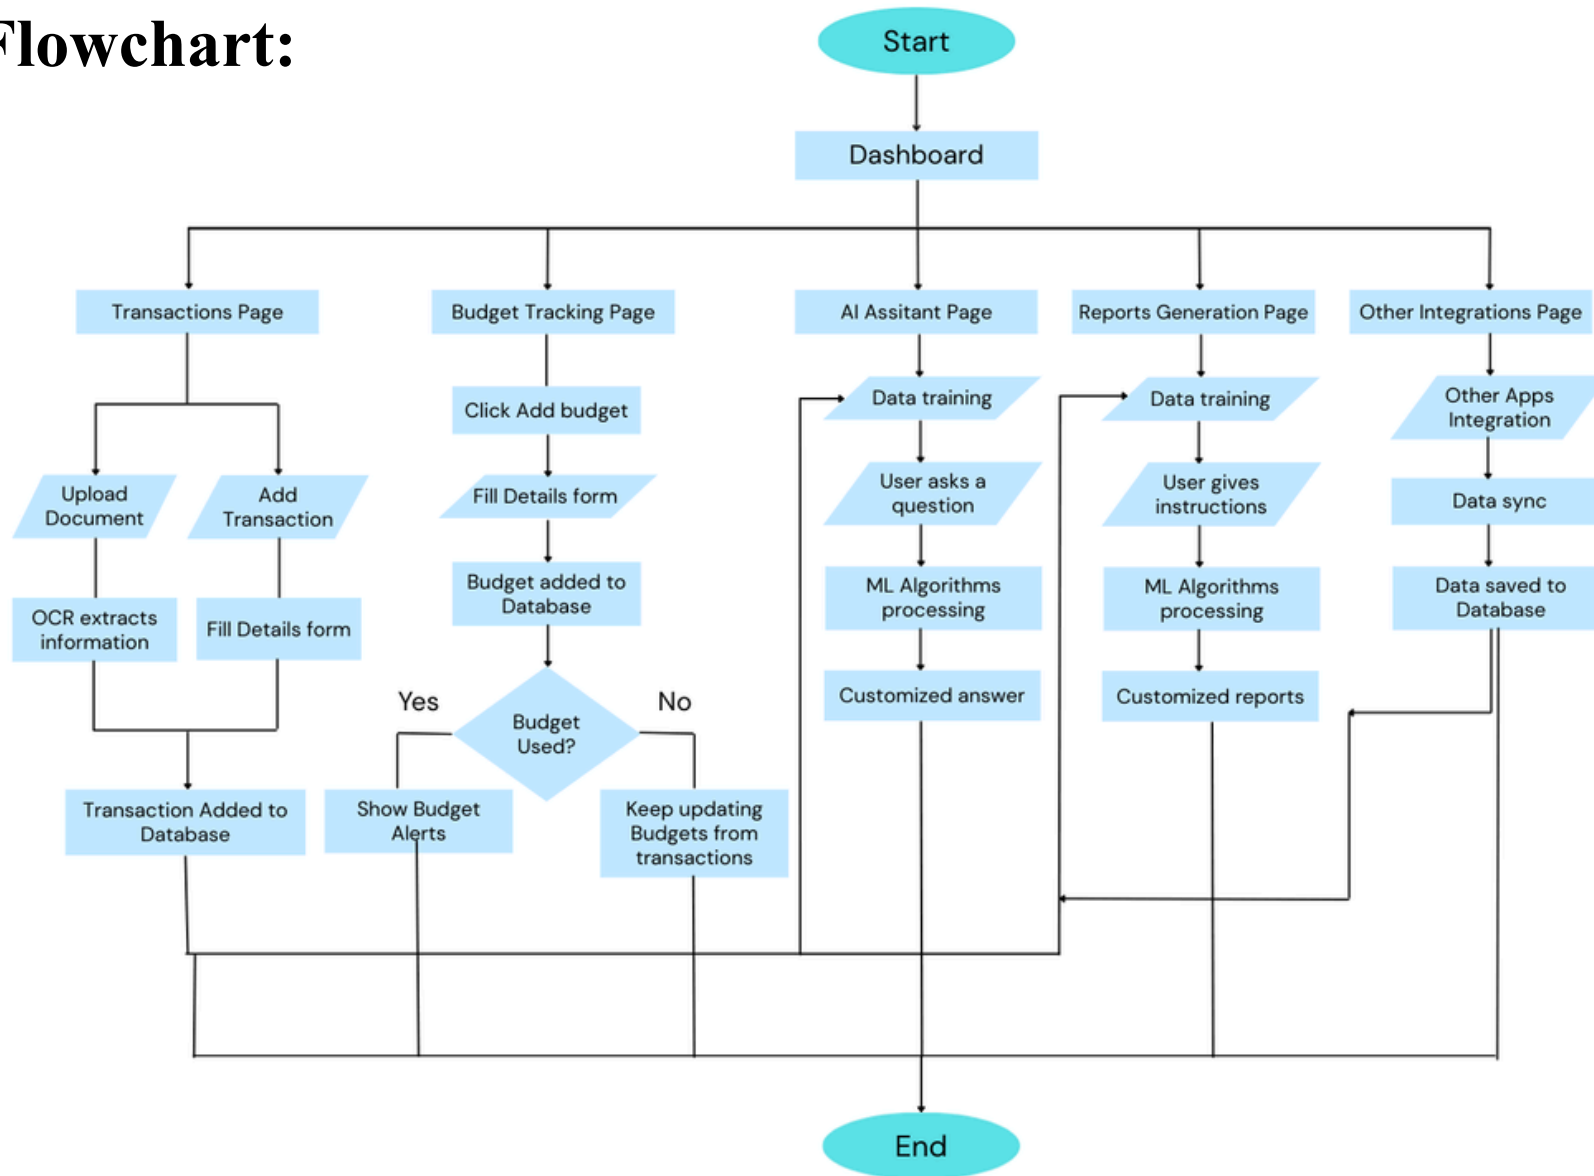 Flowchart:
Start
Dashboard
Transactions Page
Budget Tracking Page
AI Assitant Page
Reports Generation Page
Other Integrations Page
Upload
Document
Add
Transaction
OCR extracts
information
Fill Details form
Transaction Added to
Database
Click Add budget
Fill Details form
Budget added to
Database
Budget
Used?
Yes
No
Show Budget
Alerts
Keep updating
Budgets from
transactions
Data training
User asks a
question
ML Algorithms
processing
Customized answer
Data training
User gives
instructions
ML Algorithms
processing
Customized reports
Other Apps
Integration
Data sync
Data saved to
Database
End